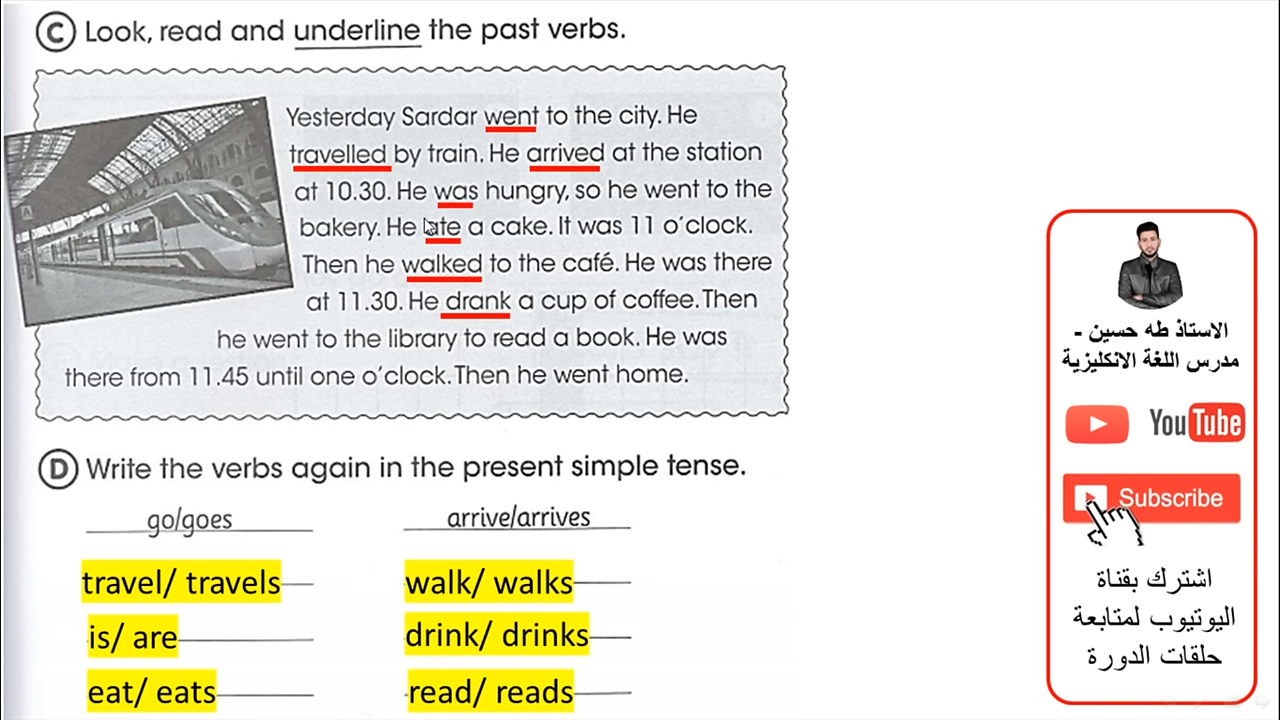 C Look, read and underline the past verbs.
Yesterday Sardar went to the city. He
travelled by train. He arrived at the station
at 10.30. He was hungry, so he went to the
bakery. He ate a cake. It was 11 o'clock.
Then he walked to the café. He was there
at 11.30. He drank a cup of coffee. Then
he went to the library to read a book. He was
there from 11.45 until one o'clock. Then he went home.
D Write the verbs again in the present simple tense.
go/goes
arrive/arrives
travel/ travels
walk/ walks
is/ are
drink/ drinks
eat/ eats
read/ reads
الاستاذ طه حسين -
مدرس اللغة الانكليزية
YouTube
Subscribe
اشترك بقناة
اليوتيوب لمتابعة
حلقات الدورة